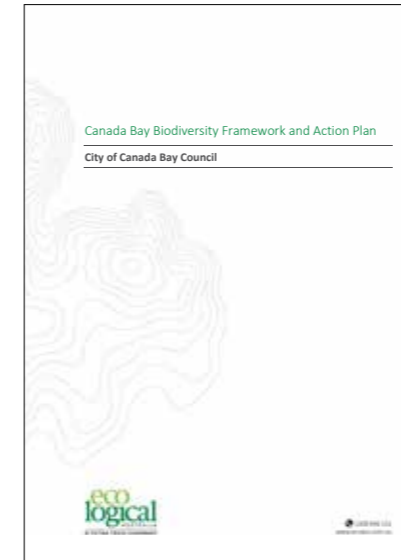 Canada Bay Biodiversity Framework and Action Plan
City of Canada Bay Council
eco
logical